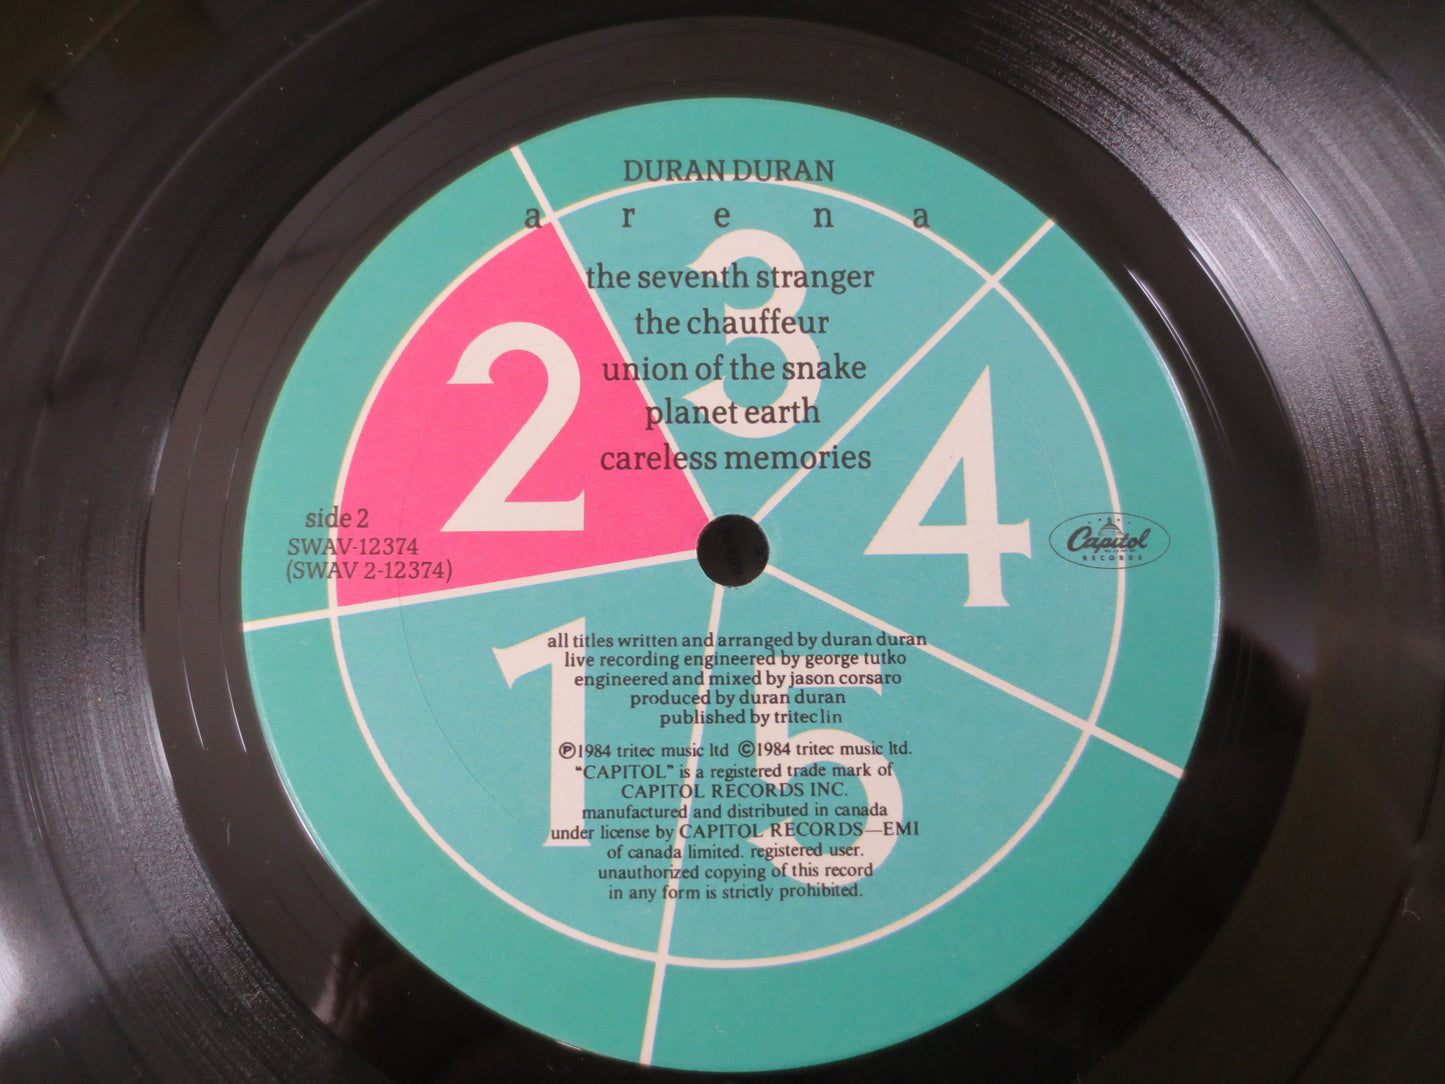 DURAN DURAN
a r e n a
the seventh stranger
the chauffeur
union of the snake
planet earth
careless memories
2
3
4
side 2
SWAV-12374
(SWAV 2-12374)
Capitol
RECORDS
1
5
all titles written and arranged by duran duran
live recording engineered by george tutko
engineered and mixed by jason corsaro
produced by duran duran
published by tritec lin
℗1984 tritec music ltd ©1984 tritec music ltd.
“CAPITOL” is a registered trade mark of
CAPITOL RECORDS INC.
manufactured and distributed in canada
under license by CAPITOL RECORDS—EMI
of canada limited. registered user.
unauthorized copying of this record
in any form is strictly prohibited.